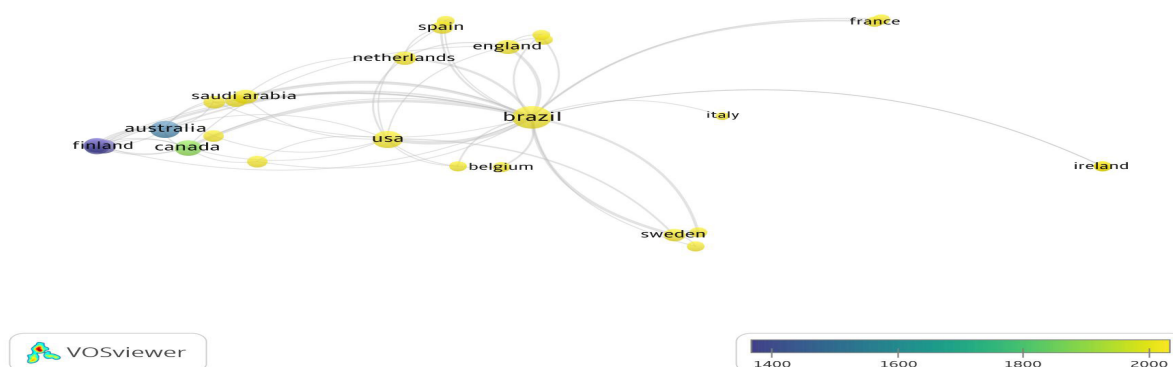 spain
france
england
netherlands
saudi arabia
brazil
italy
australia
usa
finland
canada
belgium
ireland
sweden
VOSviewer
1400 1600 1800 2000